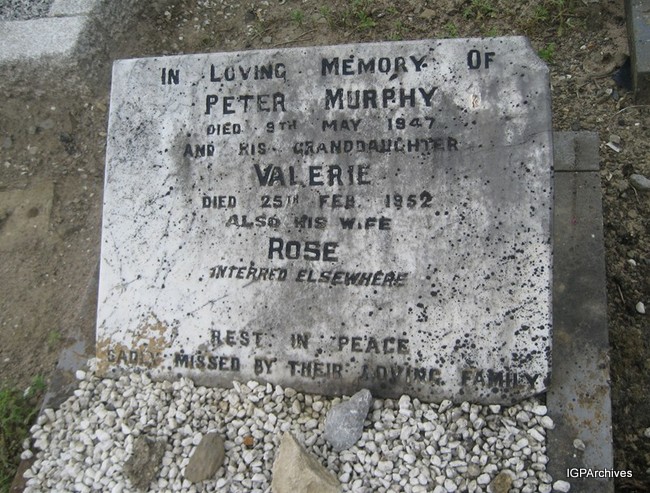 IN LOVING MEMORY OF
PETER MURPHY
DIED 9TH MAY 1947
AND HIS GRANDDAUGHTER
VALERIE
DIED 25TH FEB. 1952
ALSO HIS WIFE
ROSE
INTERRED ELSEWHERE
REST IN PEACE
SADLY MISSED BY THEIR LOVING FAMILY
IGPArchives